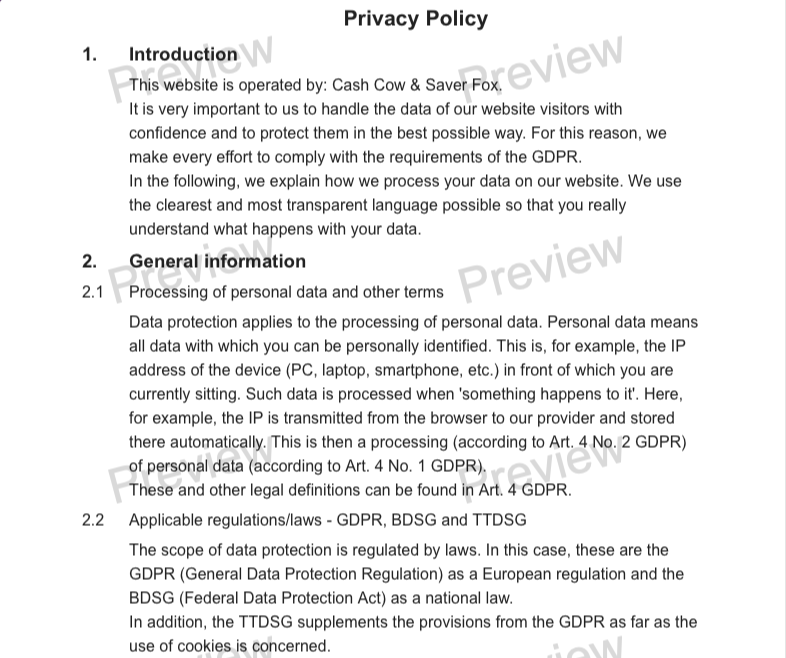 Privacy Policy
1. Introduction
This website is operated by: Cash Cow & Saver Fox.
It is very important to us to handle the data of our website visitors with
confidence and to protect them in the best possible way. For this reason, we
make every effort to comply with the requirements of the GDPR.
In the following, we explain how we process your data on our website. We use
the clearest and most transparent language possible so that you really
understand what happens with your data.
2. General information
2.1 Processing of personal data and other terms
Data protection applies to the processing of personal data. Personal data means
all data with which you can be personally identified. This is, for example, the IP
address of the device (PC, laptop, smartphone, etc.) in front of which you are
currently sitting. Such data is processed when 'something happens to it'. Here,
for example, the IP is transmitted from the browser to our provider and stored
there automatically. This is then a processing (according to Art. 4 No. 2 GDPR)
of personal data (according to Art. 4 No. 1 GDPR).
These and other legal definitions can be found in Art. 4 GDPR.
2.2 Applicable regulations/laws - GDPR, BDSG and TTDSG
The scope of data protection is regulated by laws. In this case, these are the
GDPR (General Data Protection Regulation) as a European regulation and the
BDSG (Federal Data Protection Act) as a national law.
In addition, the TTDSG supplements the provisions from the GDPR as far as the
use of cookies is concerned.
Preview
Preview
Preview
Preview
Preview
Preview